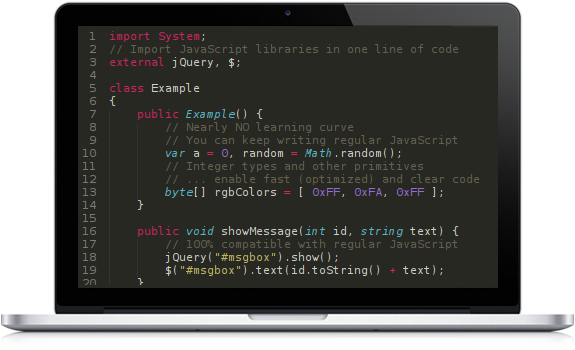 1 import System;
2 // Import JavaScript libraries in one line of code
3 external jQuery, $;
4
5 class Example
6 {
7 public Example() {
8 // Nearly NO learning curve
9 // You can keep writing regular JavaScript
10 var a = 0, random = Math.random();
11 // Integer types and other primitives
12 // ... enable fast (optimized) and clear code
13 byte[] rgbColors = [ 0xFF, 0xFA, 0xFF ];
14 }
15
16 public void showMessage(int id, string text) {
17 // 100% compatible with regular JavaScript
18 jQuery("#msgbox").show();
19 $("#msgbox").text(id.toString() + text);
20 }